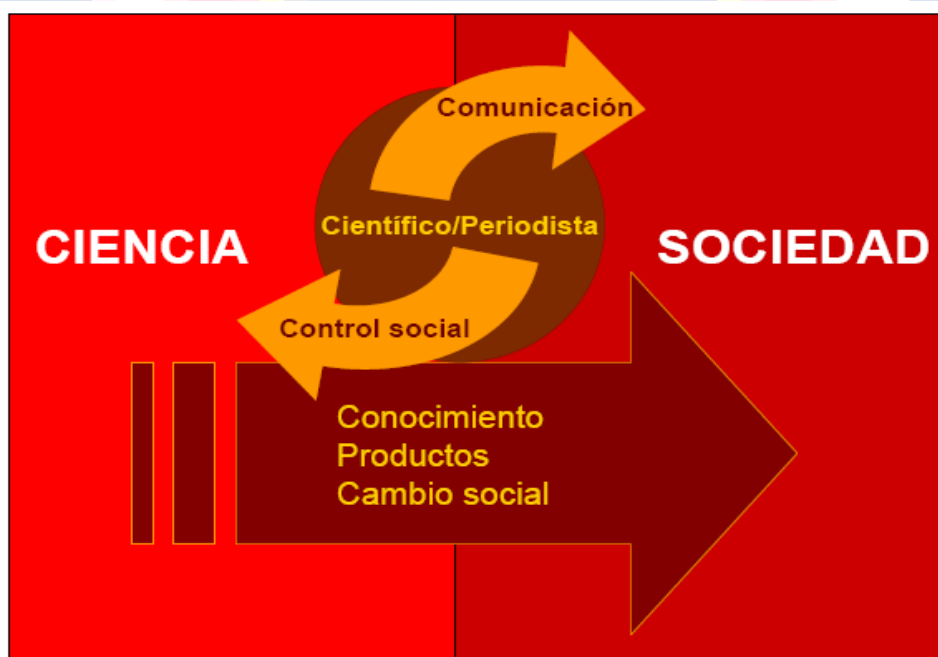 Comunicación
Científico/Periodista
CIENCIA
SOCIEDAD
Control social
Conocimiento
Productos
Cambio social